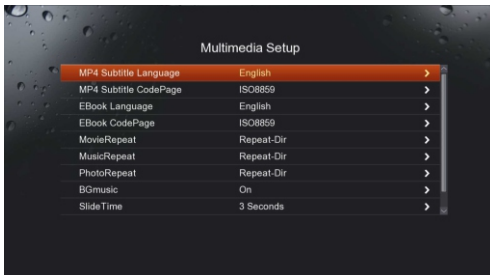 Multimedia Setup
MP4 Subtitle Language English
MP4 Subtitle CodePage ISO8859
EBook Language English
EBook CodePage ISO8859
MovieRepeat Repeat-Dir
MusicRepeat Repeat-Dir
PhotoRepeat Repeat-Dir
BGmusic On
SlideTime 3 Seconds